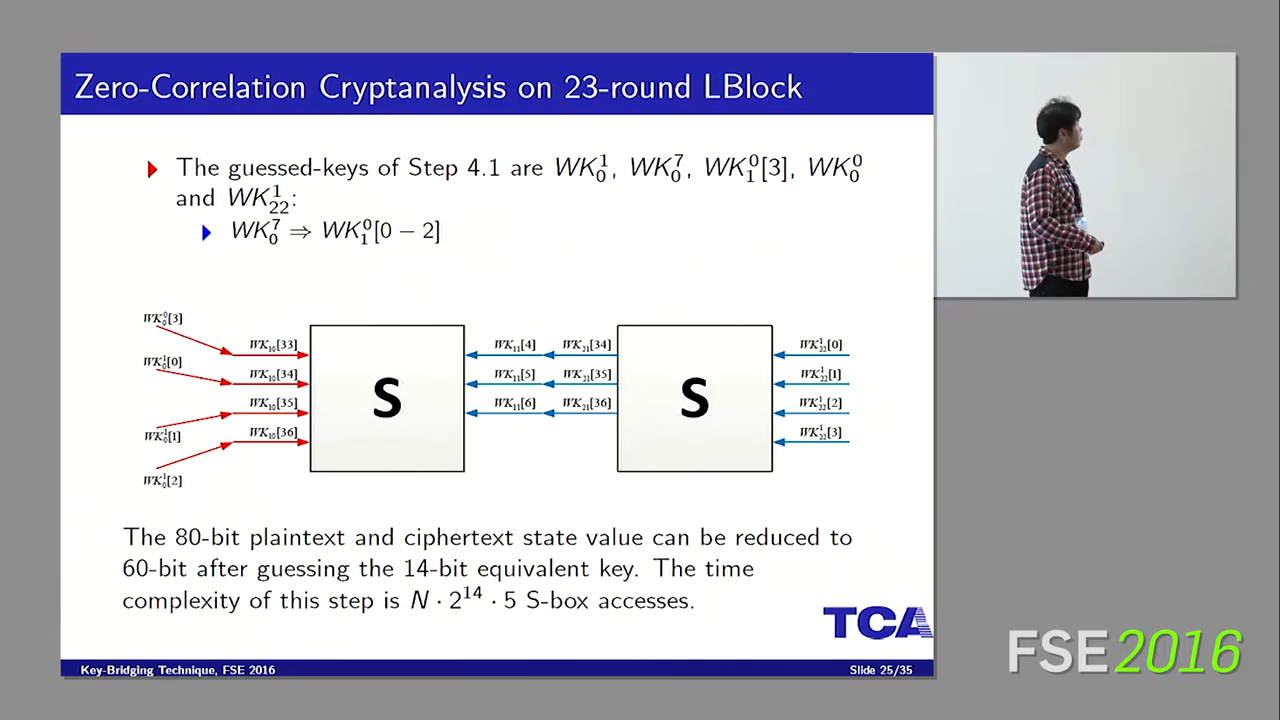 Zero-Correlation Cryptanalysis on 23-round LBlock
The guessed-keys of Step 4.1 are WK₀¹, WK₀⁷, WK₁⁰[3], WK₀⁰
and WK₂₂¹:
WK₀⁷ ⇒ WK₁⁰[0 − 2]
WK₀⁰[3]
WK₁₀[33]
WK₀¹[0]
WK₁₀[34]
WK₁₀[35]
WK₀¹[1]
WK₁₀[36]
WK₀¹[2]
S
WK₁₁[4] WK₂₁[34]
WK₁₁[5] WK₂₁[35]
WK₁₁[6] WK₂₁[36]
S
WK₂₂¹[0]
WK₂₂¹[1]
WK₂₂¹[2]
WK₂₂¹[3]
The 80-bit plaintext and ciphertext state value can be reduced to
60-bit after guessing the 14-bit equivalent key. The time
complexity of this step is N · 2¹⁴ · 5 S-box accesses.
TCA
Key-Bridging Technique, FSE 2016
Slide 25/35
FSE2016